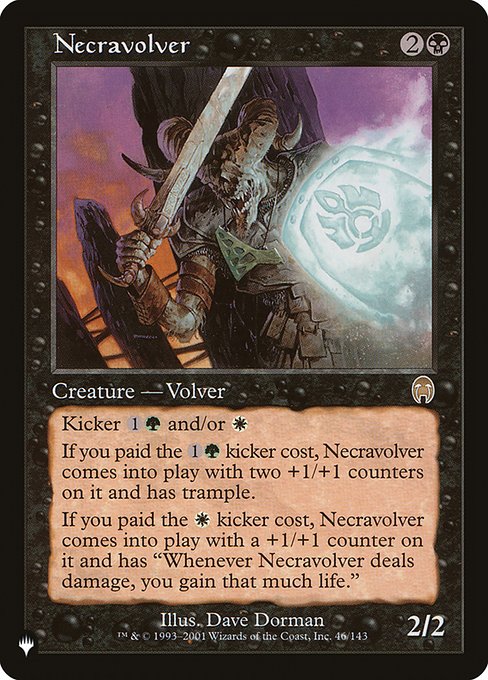 Necravolver 2
Creature — Volver
Kicker 1 and/or
If you paid the 1 kicker cost, Necravolver
comes into play with two +1/+1 counters
on it and has trample.
If you paid the kicker cost, Necravolver
comes into play with a +1/+1 counter on
it and has “Whenever Necravolver deals
damage, you gain that much life.”
Illus. Dave Dorman
2/2
™ & © 1993–2001 Wizards of the Coast, Inc. 46/143